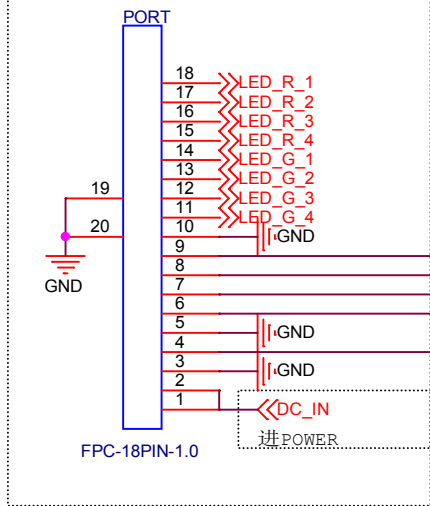 PORT
18
LED_R_1
17
LED_R_2
16
LED_R_3
15
LED_R_4
14
LED_G_1
13
LED_G_2
12
LED_G_3
11
LED_G_4
19
20
10
GND
9
8
GND
7
6
5
GND
4
3
GND
2
1
DC_IN
进POWER
FPC-18PIN-1.0